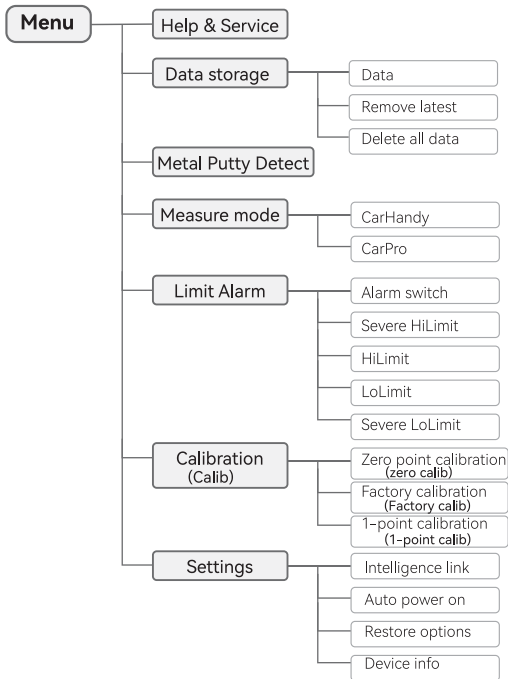 Menu
Help & Service
Data storage
Data
Remove latest
Delete all data
Metal Putty Detect
Measure mode
CarHandy
CarPro
Limit Alarm
Alarm switch
Severe HiLimit
HiLimit
LoLimit
Severe LoLimit
Calibration
(Calib)
Zero point calibration
(zero calib)
Factory calibration
(Factory calib)
1-point calibration
(1-point calib)
Settings
Intelligence link
Auto power on
Restore options
Device info